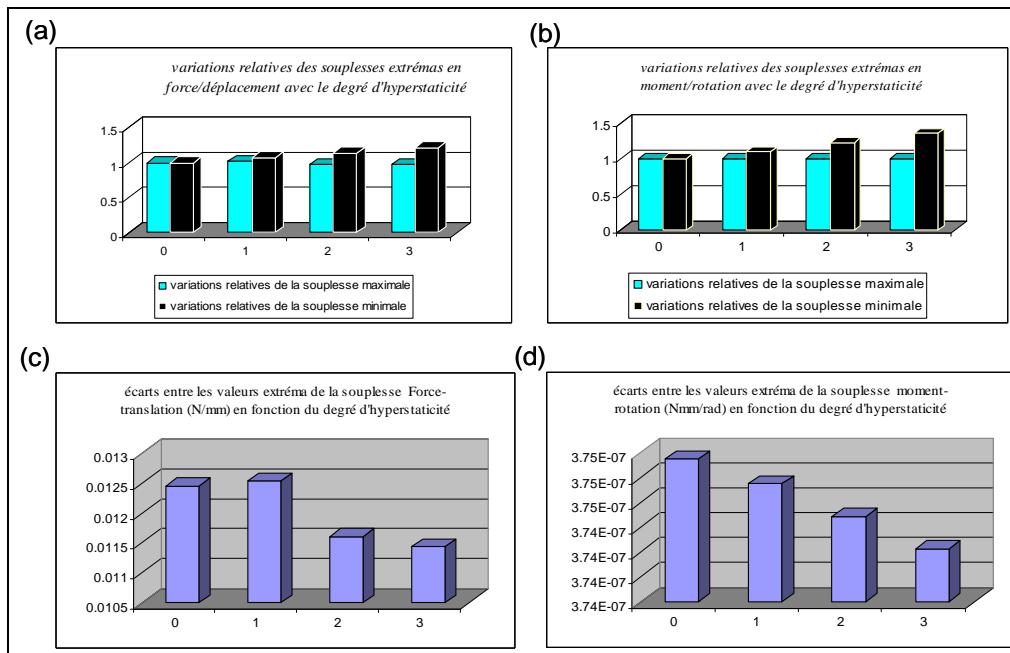 (a)
variations relatives des souplesses extrémas en
force/déplacement avec le degré d'hyperstaticité
1.5
1
0.5
0
0 1 2 3
variations relatives de la souplesse maximale
variations relatives de la souplesse minimale
(b)
variations relatives des souplesses extrémas en
moment/rotation avec le degré d'hyperstaticité
1.5
1
0.5
0
0 1 2 3
variations relatives de la souplesse maximale
variations relatives de la souplesse minimale
(c)
écarts entre les valeurs extréma de la souplesse Force-
translation (N/mm) en fonction du degré d'hyperstaticité
0.013
0.0125
0.012
0.0115
0.011
0.0105
0 1 2 3
(d)
écarts entre les valeurs extréma de la souplesse moment-
rotation (Nmm/rad) en fonction du degré d'hyperstaticité
3.75E-07
3.75E-07
3.75E-07
3.74E-07
3.74E-07
3.74E-07
3.74E-07
0 1 2 3